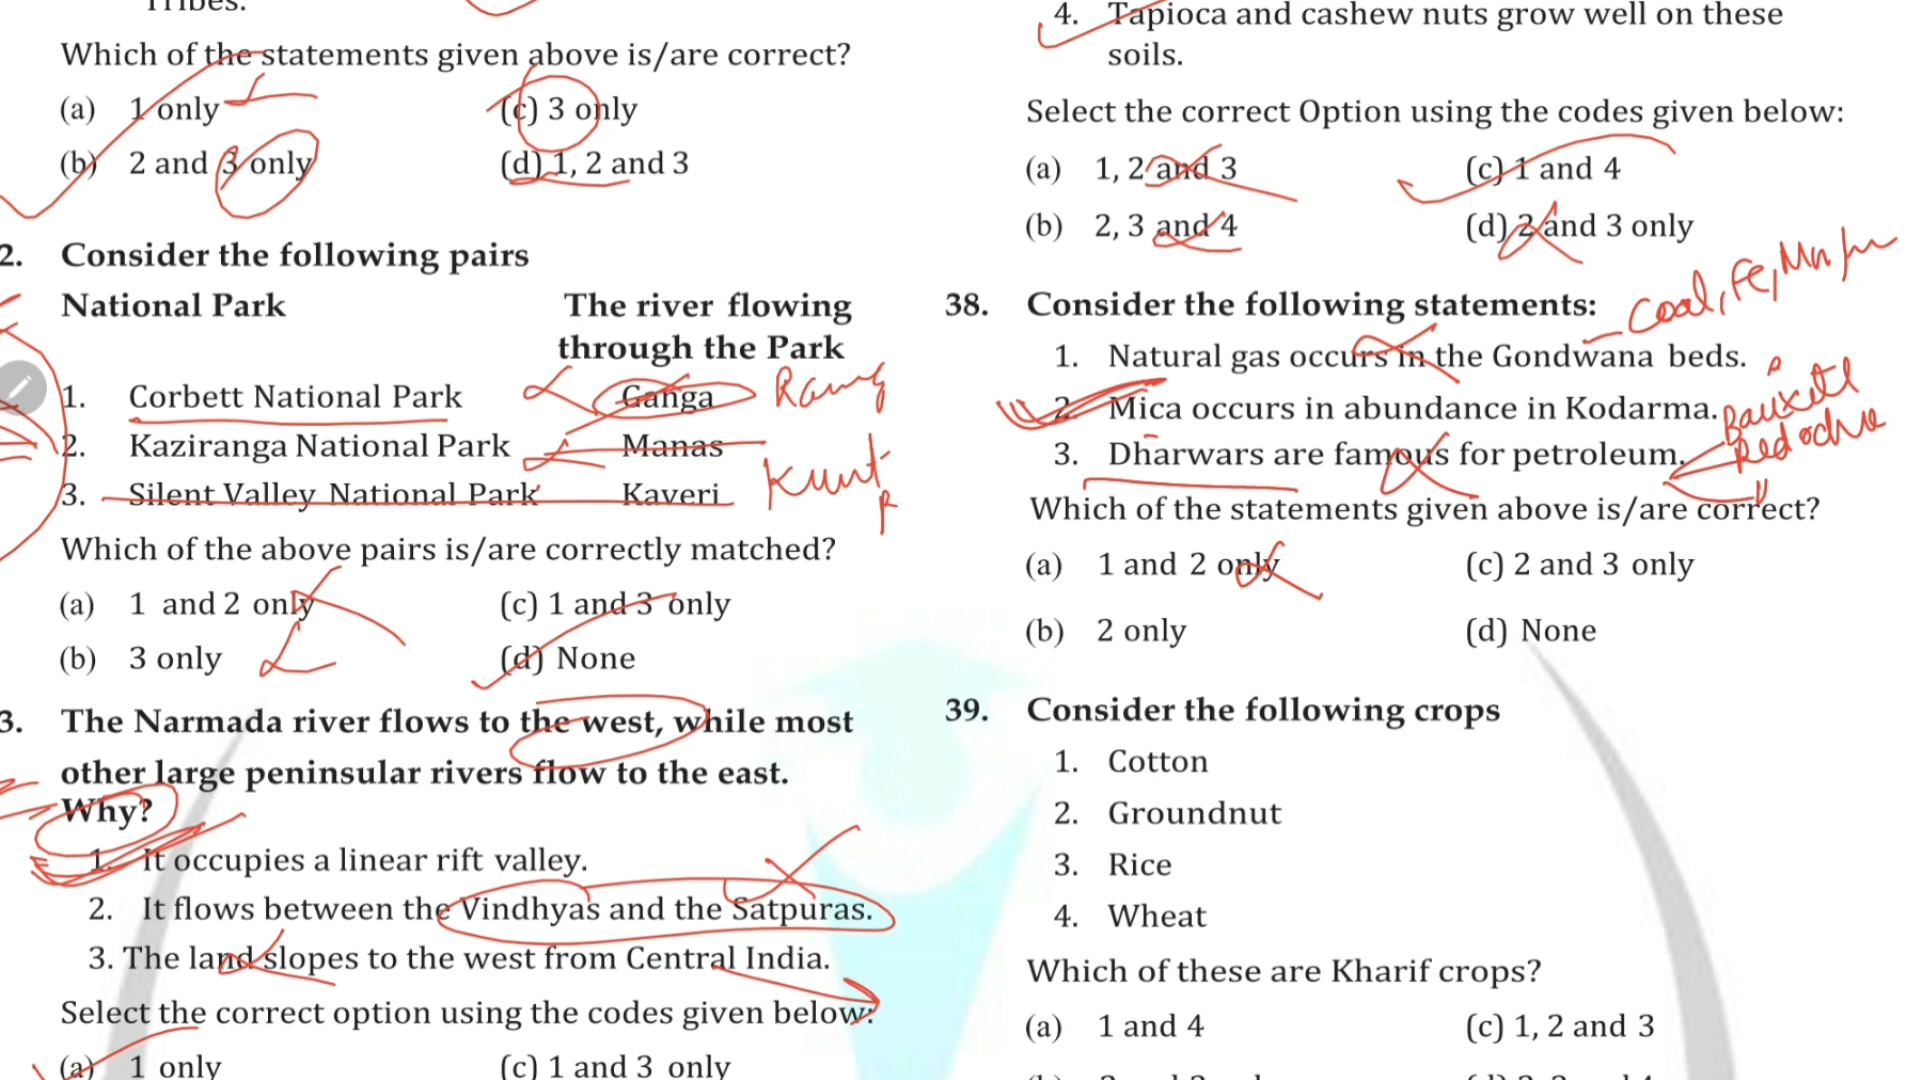 Tribes.
Which of the statements given above is/are correct?
(a) 1 only
(c) 3 only
(b) 2 and 3 only
(d) 1, 2 and 3
2. Consider the following pairs
National Park
The river flowing
through the Park
1. Corbett National Park
Ganga
Ramg
2. Kaziranga National Park
Manas
3. Silent Valley National Park
Kaveri
Kunti
Which of the above pairs is/are correctly matched?
(a) 1 and 2 only
(c) 1 and 3 only
(b) 3 only
(d) None
3. The Narmada river flows to the west, while most
other large peninsular rivers flow to the east.
Why?
1. It occupies a linear rift valley.
2. It flows between the Vindhyas and the Satpuras.
3. The land slopes to the west from Central India.
Select the correct option using the codes given below:
(a) 1 only
(c) 1 and 3 only
4. Tapioca and cashew nuts grow well on these
soils.
Select the correct Option using the codes given below:
(a) 1, 2 and 3
(c) 1 and 4
(b) 2, 3 and 4
(d) 2 and 3 only
38. Consider the following statements:
Coal, Fe, Mn
1. Natural gas occurs in the Gondwana beds.
2. Mica occurs in abundance in Kodarma.
Bauxite
Red ochre
3. Dharwars are famous for petroleum.
Which of the statements given above is/are correct?
(a) 1 and 2 only
(c) 2 and 3 only
(b) 2 only
(d) None
39. Consider the following crops
1. Cotton
2. Groundnut
3. Rice
4. Wheat
Which of these are Kharif crops?
(a) 1 and 4
(c) 1, 2 and 3